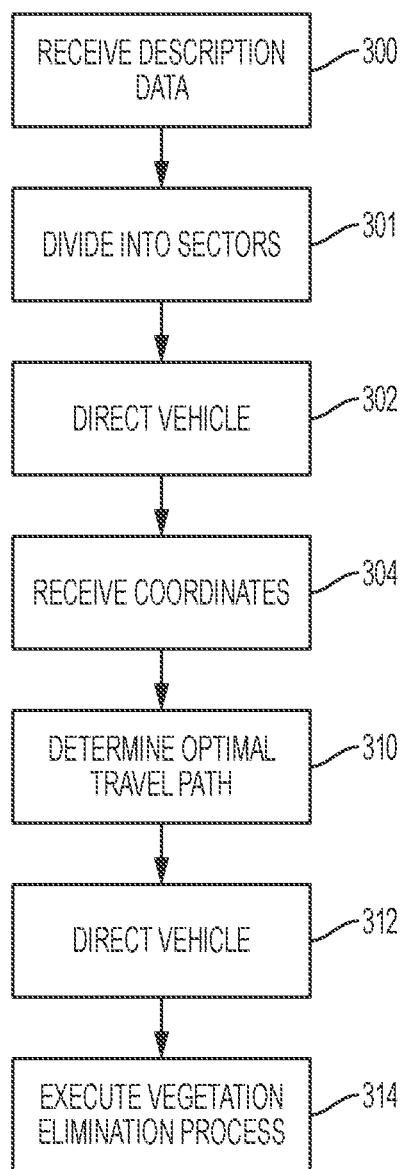 RECEIVE DESCRIPTION
DATA
300
DIVIDE INTO SECTORS
301
DIRECT VEHICLE
302
RECEIVE COORDINATES
304
DETERMINE OPTIMAL
TRAVEL PATH
310
DIRECT VEHICLE
312
EXECUTE VEGETATION
ELIMINATION PROCESS
314